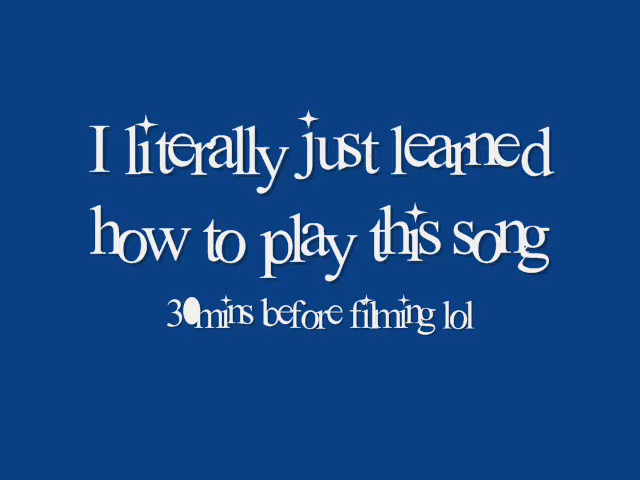 I literally just learned
how to play this song
30mins before filming lol